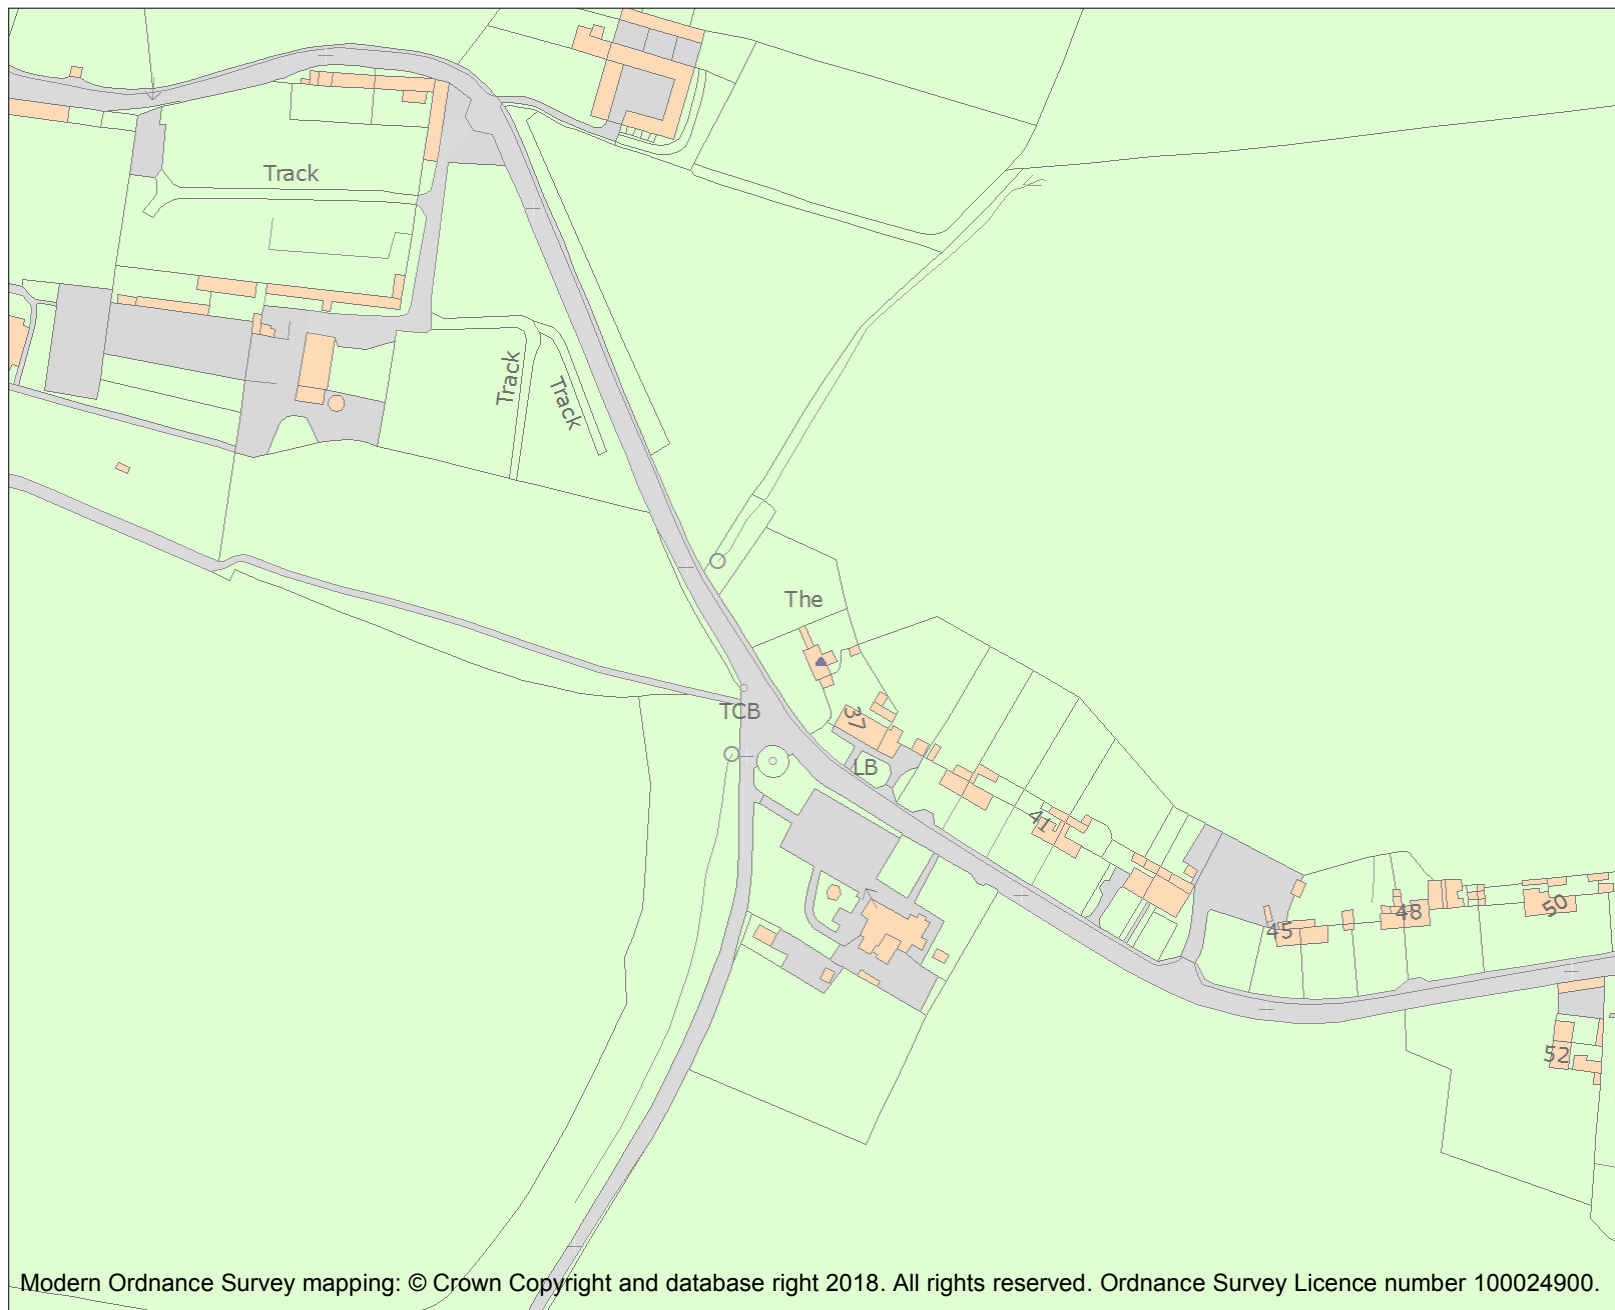 Track
Track
Track
The
TCB
37
LB
41
45
48
50
52
Modern Ordnance Survey mapping: © Crown Copyright and database right 2018. All rights reserved. Ordnance Survey Licence number 100024900.